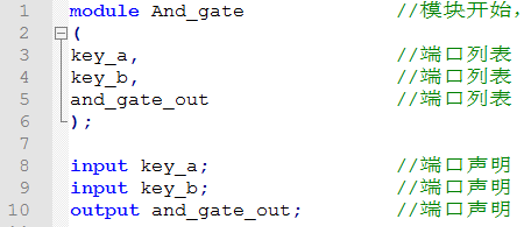 1 module And_gate //模块开始,
2 (
3 key_a, //端口列表
4 key_b, //端口列表
5 and_gate_out //端口列表
6 );
7
8 input key_a; //端口声明
9 input key_b; //端口声明
10 output and_gate_out; //端口声明